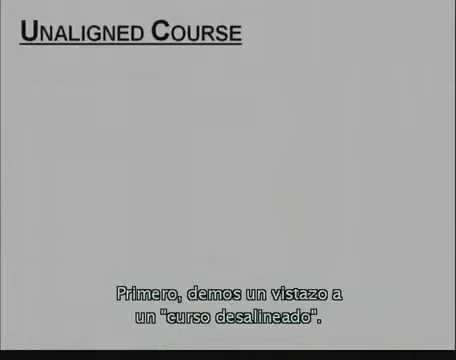 UNALIGNED COURSE
Primero, demos un vistazo a
un "curso desalineado".